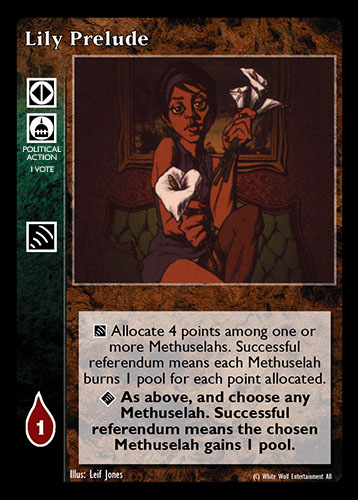 Lily Prelude
POLITICAL
ACTION
1 VOTE
Allocate 4 points among one or
more Methuselahs. Successful
referendum means each Methuselah
burns 1 pool for each point allocated.
As above, and choose any
Methuselah. Successful
referendum means the chosen
Methuselah gains 1 pool.
1
Illus: Leif Jones
(C) White Wolf Entertainment AB